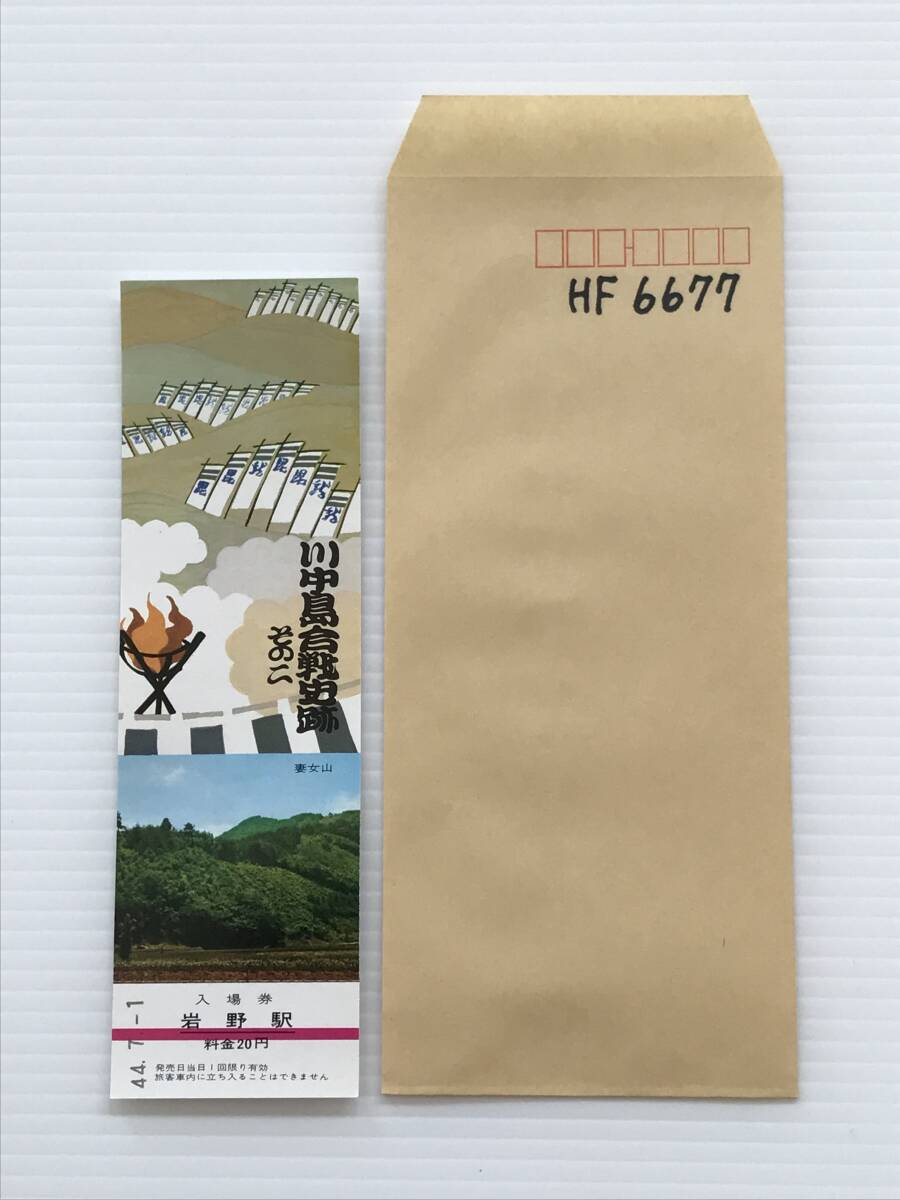 川中島合戦史跡
その二
妻女山
入場券
岩野駅
料金20円
発売日当日1回限り有効
旅客車内に立ち入ることはできません
44.7.-1
HF 6677